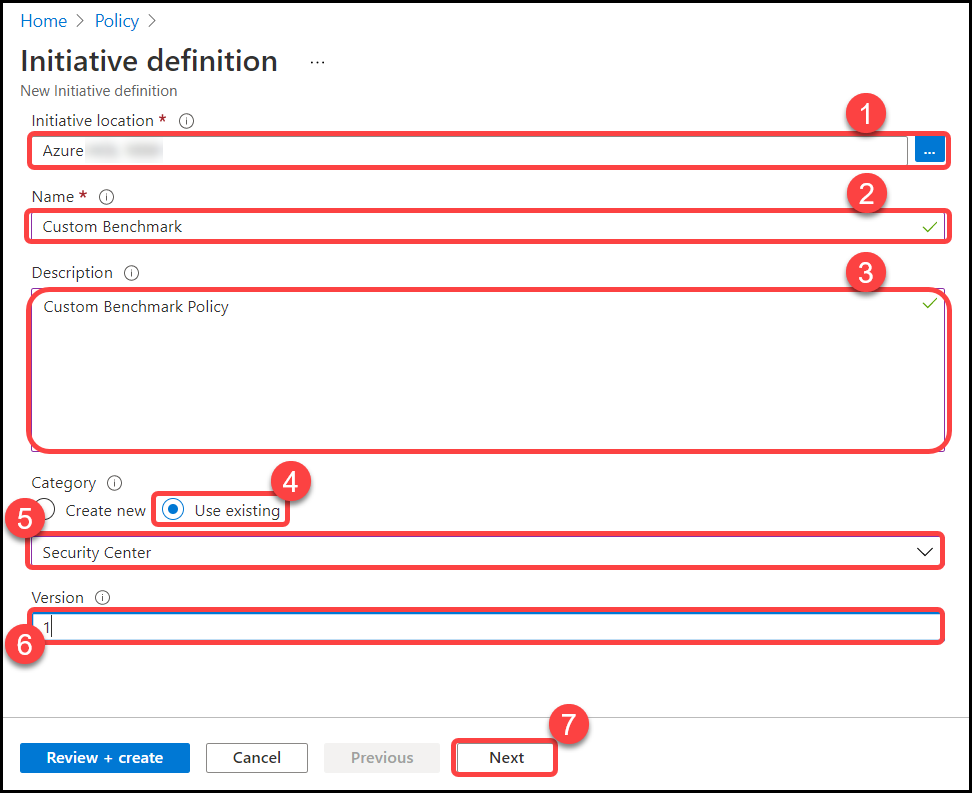 Home > Policy >
Initiative definition ...
New Initiative definition
Initiative location *
1
Azure
...
Name *
2
Custom Benchmark
Description
3
Custom Benchmark Policy
Category
4
5
Create new
Use existing
Security Center
Version
1
6
7
Review + create
Cancel
Previous
Next